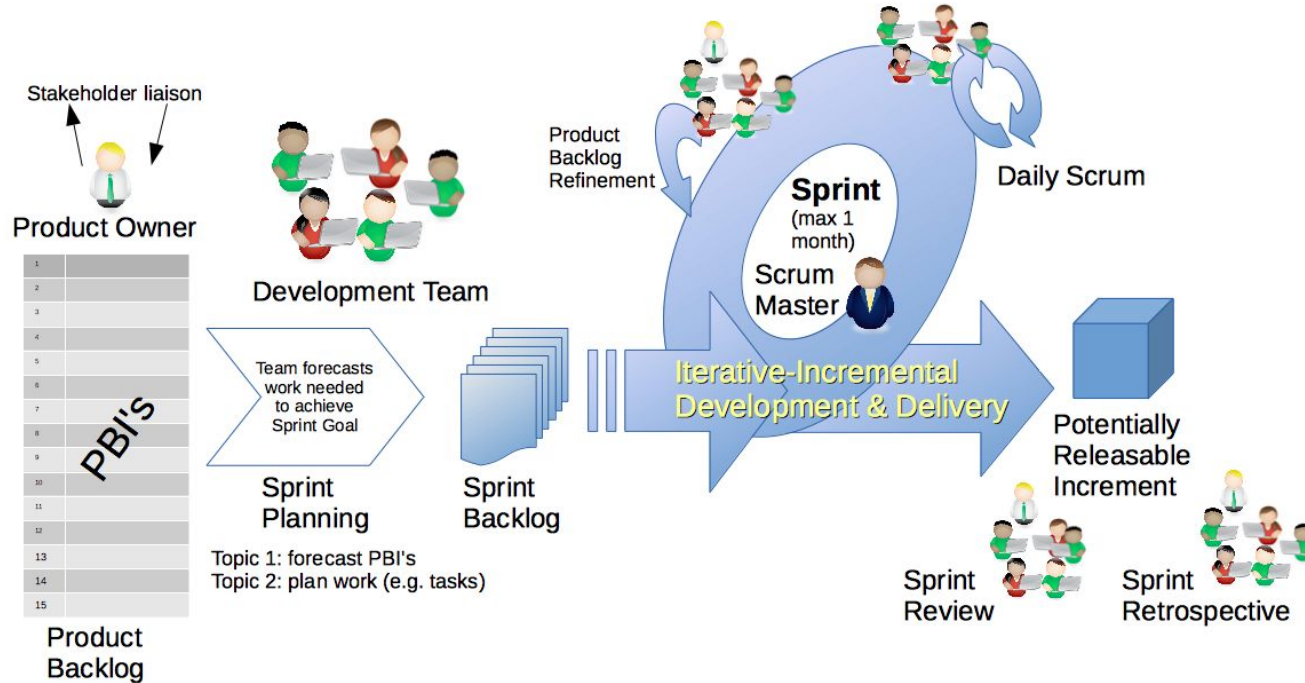 Stakeholder liaison
Product Owner
1
2
3
4
5
6
7
8
9
10
11
12
13
14
15
PBI's
Product
Backlog
Development Team
Team forecasts
work needed
to achieve
Sprint Goal
Sprint
Planning
Topic 1: forecast PBI's
Topic 2: plan work (e.g. tasks)
Sprint
Backlog
Product
Backlog
Refinement
Sprint
(max 1
month)
Scrum
Master
Daily Scrum
Iterative-Incremental
Development & Delivery
Potentially
Releasable
Increment
Sprint
Review
Sprint
Retrospective